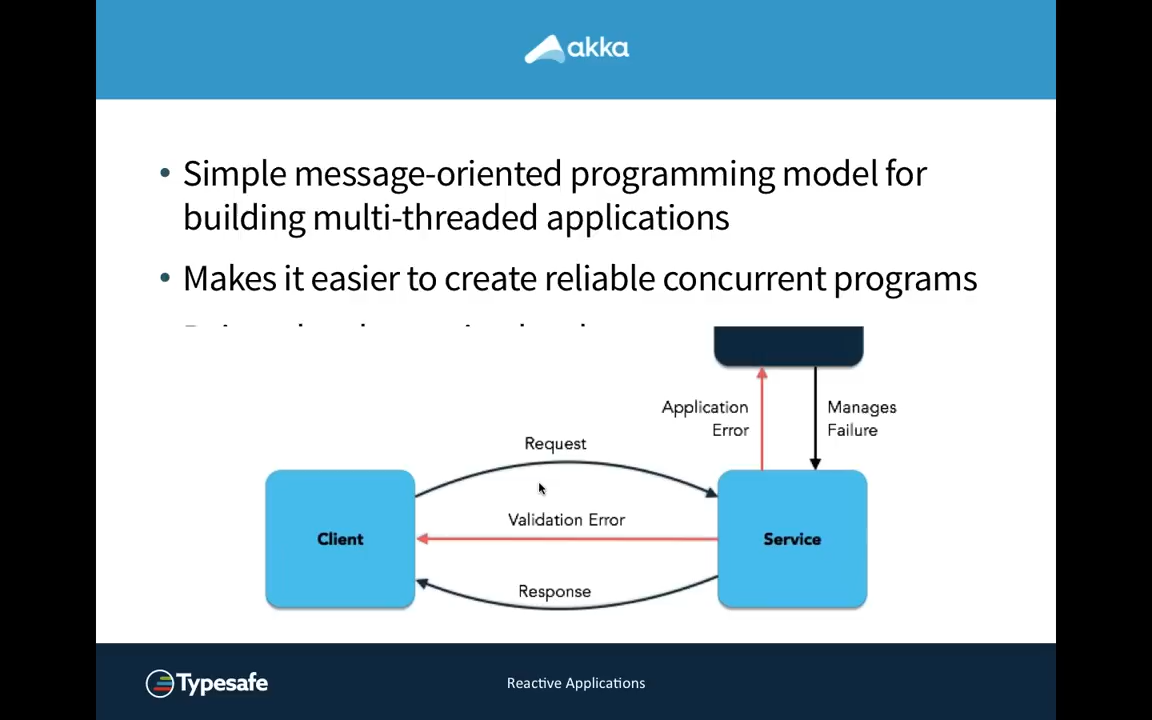 akka
• Simple message-oriented programming model for
building multi-threaded applications
• Makes it easier to create reliable concurrent programs
Application
Error
Manages
Failure
Request
Client
Validation Error
Service
Response
Typesafe
Reactive Applications